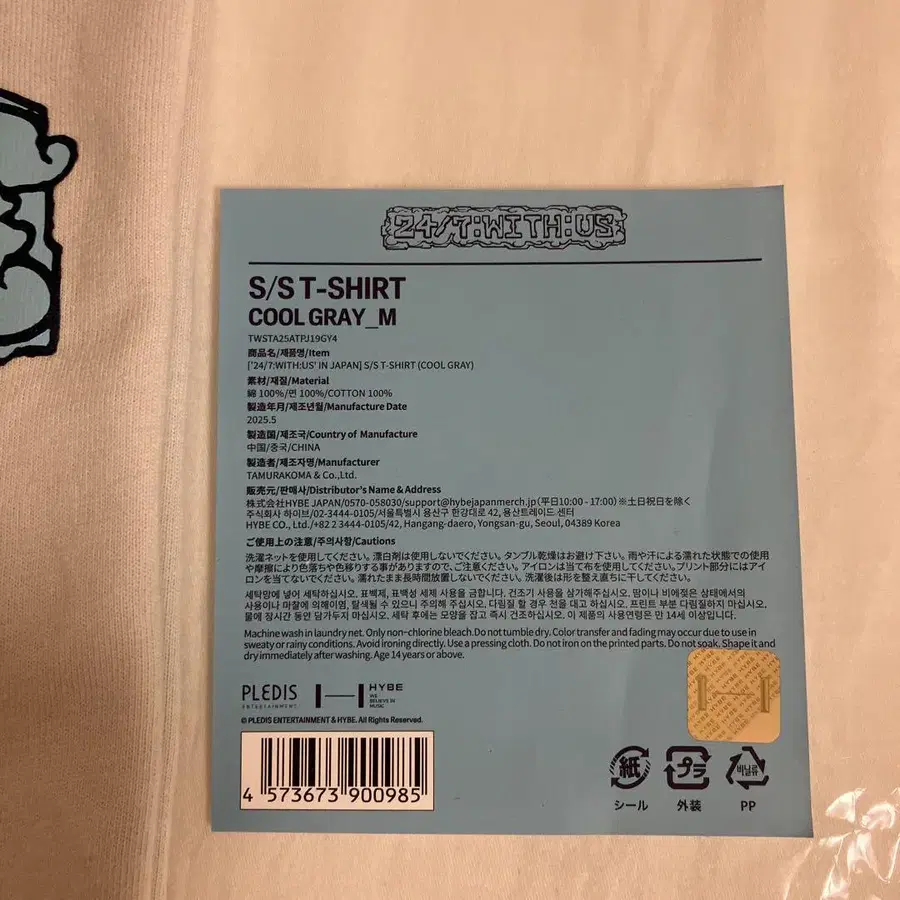 24/7:WITH:US
S/S T-SHIRT
COOL GRAY_M
TWSTA25ATPJ19GY4
商品名/제품명/Item
['24/7:WITH:US' IN JAPAN] S/S T-SHIRT (COOL GRAY)
素材/재질/Material
綿 100%/면 100%/COTTON 100%
製造年月/제조년월/Manufacture Date
2025.5
製造国/제조국/Country of Manufacture
中国/중국/CHINA
製造者/제조자명/Manufacturer
TAMURAKOMA & Co.,Ltd.
販売元/판매사/Distributor's Name & Address
株式会社HYBE JAPAN/0570-058030/support@hybejapanmerch.jp(平日10:00 - 17:00)※土日祝日を除く
주식회사 하이브/02-3444-0105/서울특별시 용산구 한강대로 42, 용산트레이드 센터
HYBE CO., Ltd./+82 2 3444-0105/42, Hangang-daero, Yongsan-gu, Seoul, 04389 Korea
ご使用上の注意/주의사항/Cautions
洗濯ネットを使用してください。漂白剤は使用しないでください。タンブル乾燥はお避け下さい。雨や汗による濡れた状態での使用
や摩擦により色落ちや色移りする事がありますので、ご注意ください。アイロンは当て布を使用してください。プリント部分にはアイ
ロンを当てないでください。濡れたまま長時間放置しないでください。洗濯後は形を整え直ちに干してください。
세탁망에 넣어 세탁하십시오. 표백제, 표백성 세제 사용을 금합니다. 건조기 사용을 삼가해주십시오. 땀이나 비에젖은 상태에서의
사용이나 마찰에 의해이염, 탈색될 수 있으니 주의해 주십시오. 다림질 할 경우 천을 대고 하십시오. 프린트 부분 다림질하지 마십시오.
물에 잠시간 동안 담가두지 마십시오. 세탁 후에는 모양을 잡고 즉시 건조하십시오. 이 제품의 사용연령은 만 14세 이상입니다.
Machine wash in laundry net. Only non-chlorine bleach. Do not tumble dry. Color transfer and fading may occur due to use in
sweaty or rainy conditions. Avoid ironing directly. Use a pressing cloth. Do not iron on the printed parts. Do not soak. Shape it and
dry immediately after washing. Age 14 years or above.
PLEDIS
ENTERTAINMENT
HYBE
WE
BELIEVE IN
MUSIC
© PLEDIS ENTERTAINMENT & HYBE. All Rights Reserved.
4 573673 900985
紙 プラ 비닐류
シール 外装 PP